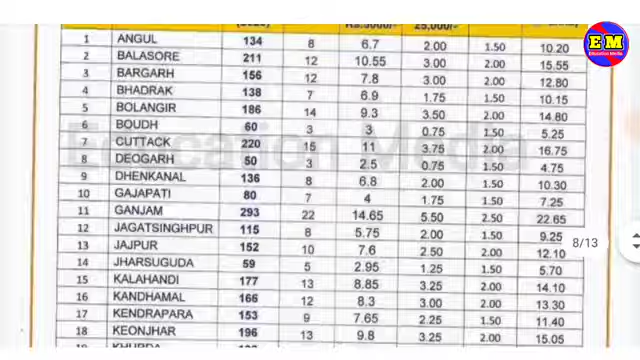 Rs.5000/- 25,000/-
1 ANGUL 134 8 6.7 2.00 1.50 10.20
2 BALASORE 211 12 10.55 3.00 2.00 15.55
3 BARGARH 156 12 7.8 3.00 2.00 12.80
4 BHADRAK 138 7 6.9 1.75 1.50 10.15
5 BOLANGIR 186 14 9.3 3.50 2.00 14.80
6 BOUDH 60 3 3 0.75 1.50 5.25
7 CUTTACK 220 15 11 3.75 2.00 16.75
8 DEOGARH 50 3 2.5 0.75 1.50 4.75
9 DHENKANAL 136 8 6.8 2.00 1.50 10.30
10 GAJAPATI 80 7 4 1.75 1.50 7.25
11 GANJAM 293 22 14.65 5.50 2.50 22.65
12 JAGATSINGHPUR 115 8 5.75 2.00 1.50 9.25
13 JAJPUR 152 10 7.6 2.50 2.00 12.10
14 JHARSUGUDA 59 5 2.95 1.25 1.50 5.70
15 KALAHANDI 177 13 8.85 3.25 2.00 14.10
16 KANDHAMAL 166 12 8.3 3.00 2.00 13.30
17 KENDRAPARA 153 9 7.65 2.25 1.50 11.40
18 KEONJHAR 196 13 9.8 3.25 2.00 15.05
EM
Education Media
8/13
Education Media